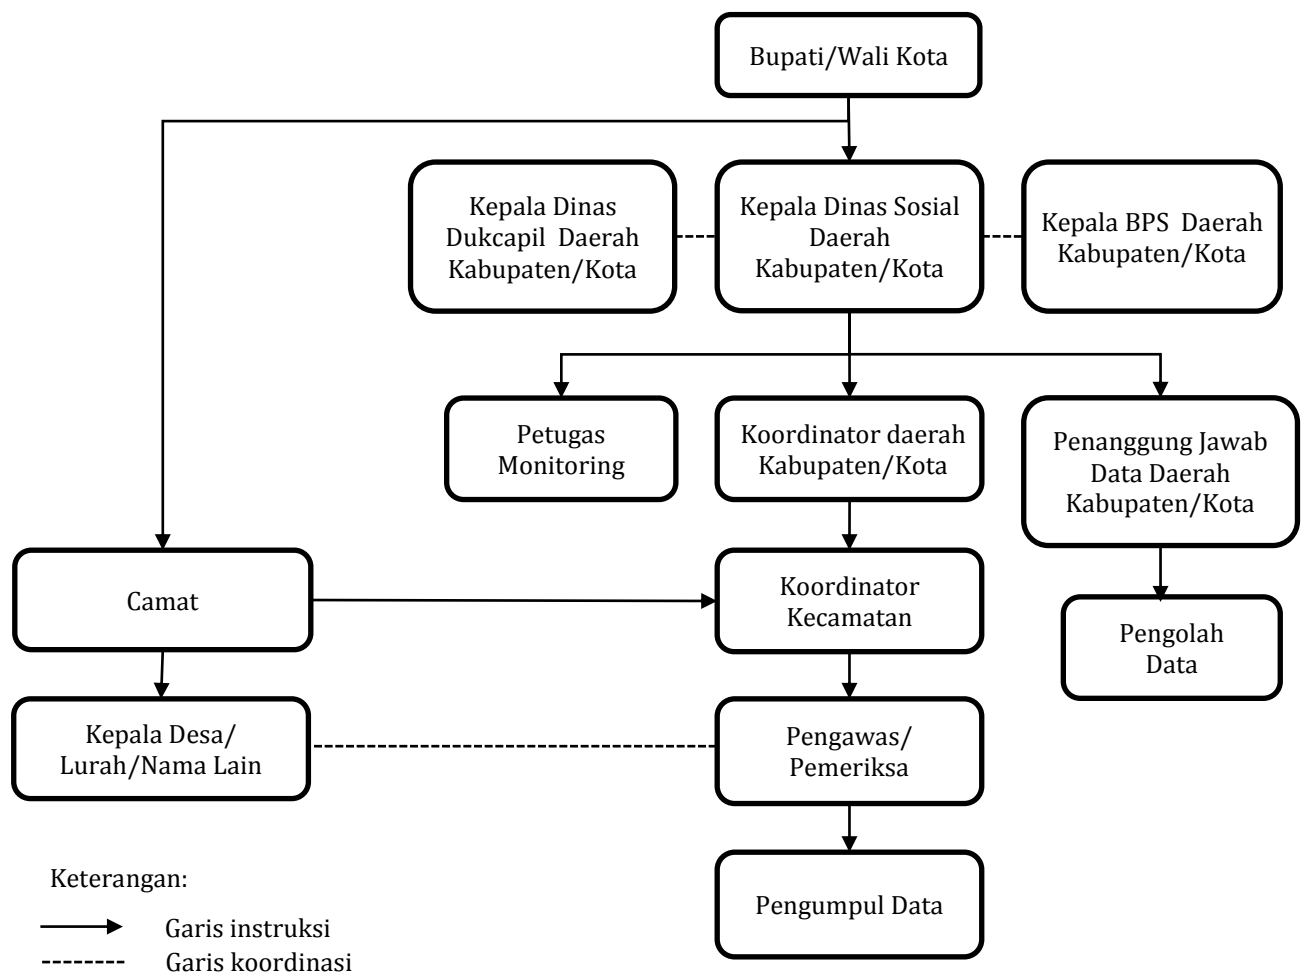 Bupati/Wali Kota
Kepala Dinas
Dukcapil Daerah
Kabupaten/Kota
Kepala Dinas Sosial
Daerah
Kabupaten/Kota
Kepala BPS Daerah
Kabupaten/Kota
Petugas
Monitoring
Koordinator daerah
Kabupaten/Kota
Penanggung Jawab
Data Daerah
Kabupaten/Kota
Camat
Koordinator
Kecamatan
Pengolah
Data
Kepala Desa/
Lurah/Nama Lain
Pengawas/
Pemeriksa
Pengumpul Data
Keterangan:
Garis instruksi
Garis koordinasi